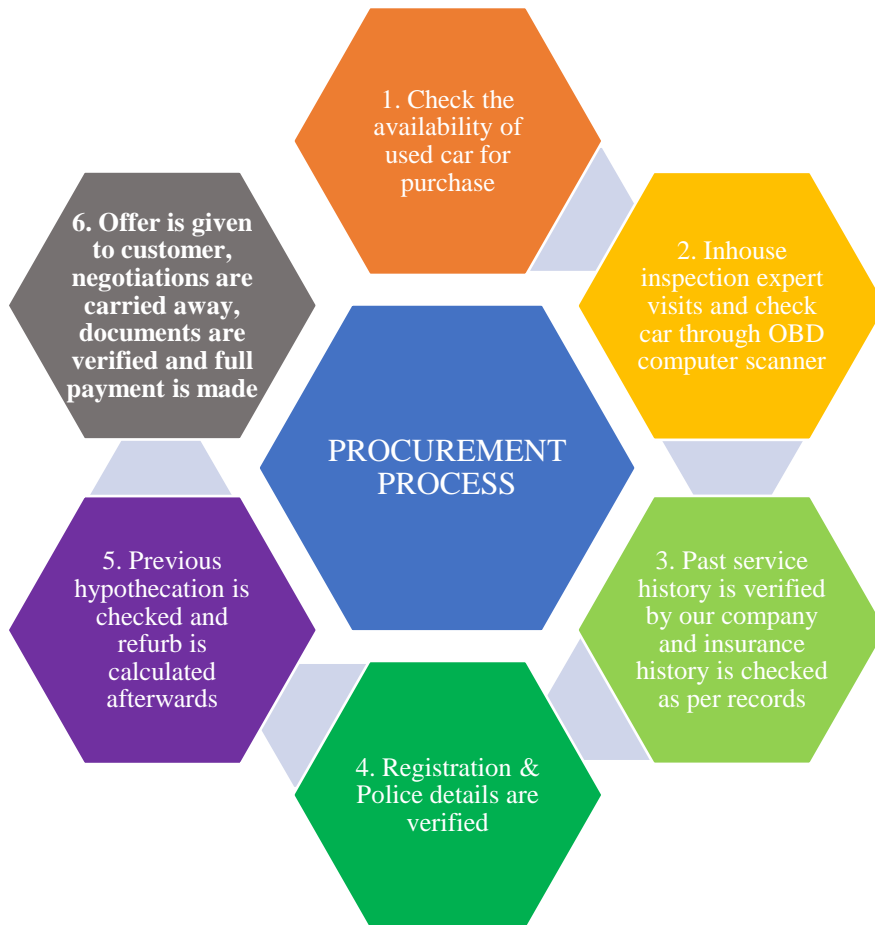 1. Check the
availability of
used car for
purchase
2. Inhouse
inspection expert
visits and check
car through OBD
computer scanner
3. Past service
history is verified
by our company
and insurance
history is checked
as per records
4. Registration &
Police details are
verified
5. Previous
hypothecation is
checked and
refurb is
calculated
afterwards
6. Offer is given
to customer,
negotiations are
carried away,
documents are
verified and full
payment is made
PROCUREMENT
PROCESS